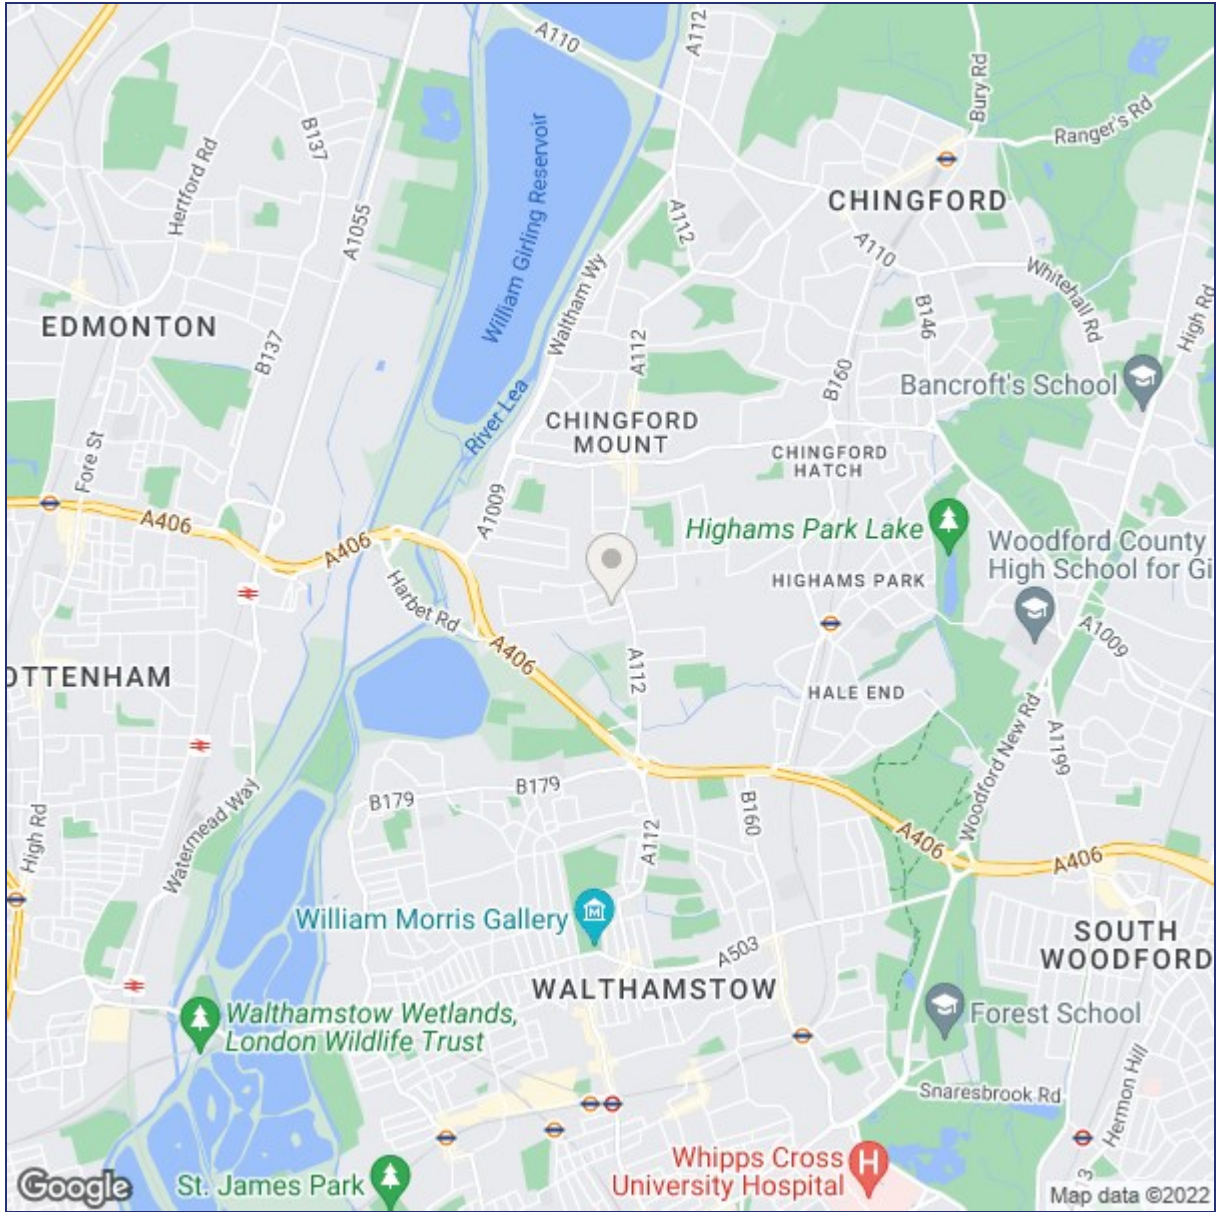 A110
A112
Bury Rd
Ranger's Rd
B137
Hertford Rd
A1055
William Girling Reservoir
CHINGFORD
A112
Waltham Wy
A110
Whitehall Rd
High Rd
EDMONTON
B137
A112
B146
B160
Bancroft's School
River Lea
CHINGFORD
MOUNT
CHINGFORD
HATCH
Fore St
A406
A406
A1009
Highams Park Lake
Woodford County
High School for Gi
HIGHAMS PARK
Harbet Rd
A1009
A406
A112
OTTENHAM
HALE END
Woodford New Rd
A1199
B179
B179
B160
Watermead Way
High Rd
A112
A406
A406
William Morris Gallery
A503
SOUTH
WOODFORD
WALTHAMSTOW
Walthamstow Wetlands,
London Wildlife Trust
Forest School
Snaresbrook Rd
Hermon Hill
Whipps Cross
University Hospital
H
St. James Park
3
Google
Map data ©2022